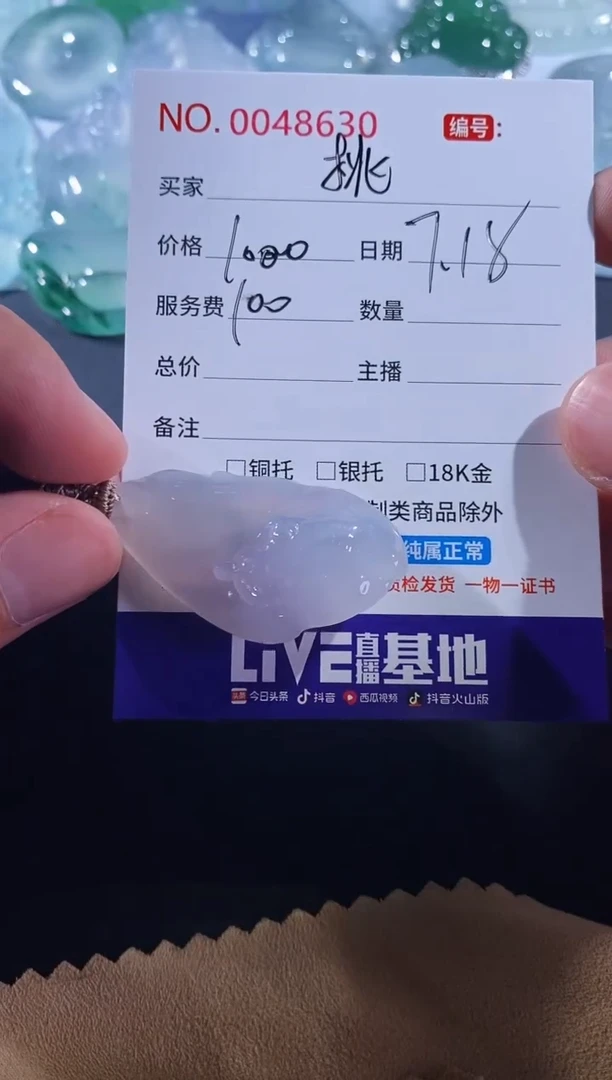 NO. 0048630 编号:
买家 桃
价格 1000 日期 7.18
服务费 100 数量
总价 主播
备注
□铜托 □银托 □18K金
制类商品除外
纯属正常
质检发货 一物一证书
LIVE直播基地
今日头条 抖音 西瓜视频 抖音火山版